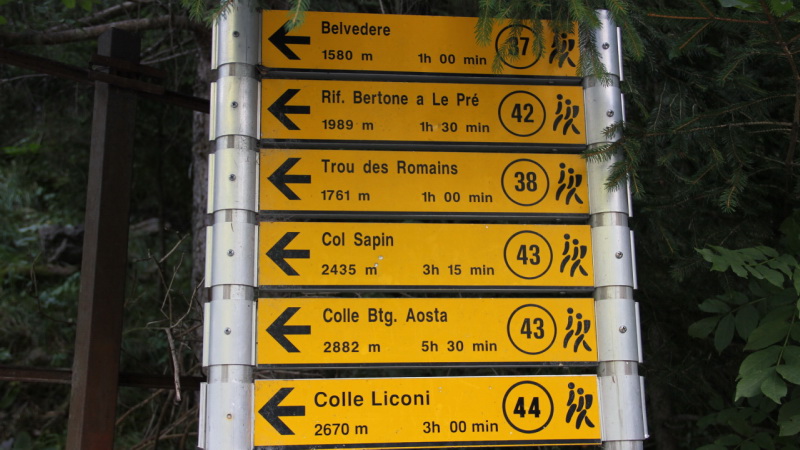 Belvedere
1580 m 1h 00 min 37
Rif. Bertone a Le Pré
1989 m 1h 30 min 42
Trou des Romains
1761 m 1h 00 min 38
Col Sapin
2435 m 3h 15 min 43
Colle Btg. Aosta
2882 m 5h 30 min 43
Colle Liconi
2670 m 3h 00 min 44